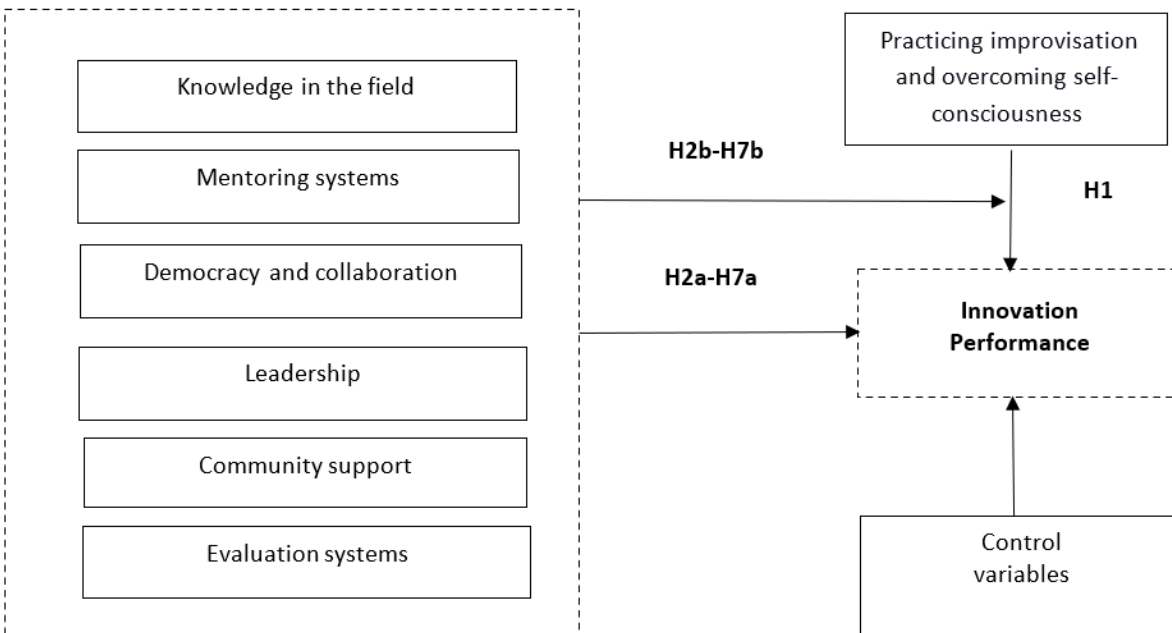 Knowledge in the field
Mentoring systems
Democracy and collaboration
Leadership
Community support
Evaluation systems
H2b-H7b
H2a-H7a
Practicing improvisation
and overcoming self-
consciousness
H1
Innovation
Performance
Control
variables